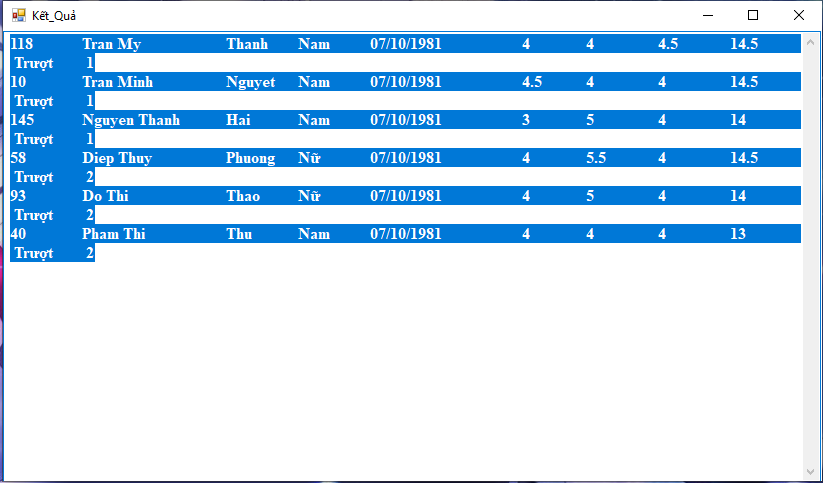 Kết_Quả
118 Tran My Thanh Nam 07/10/1981 4 4 4.5 14.5
Trượt 1
10 Tran Minh Nguyet Nam 07/10/1981 4.5 4 4 14.5
Trượt 1
145 Nguyen Thanh Hai Nam 07/10/1981 3 5 4 14
Trượt 1
58 Diep Thuy Phuong Nữ 07/10/1981 4 5.5 4 14.5
Trượt 2
93 Do Thi Thao Nữ 07/10/1981 4 5 4 14
Trượt 2
40 Pham Thi Thu Nam 07/10/1981 4 4 4 13
Trượt 2